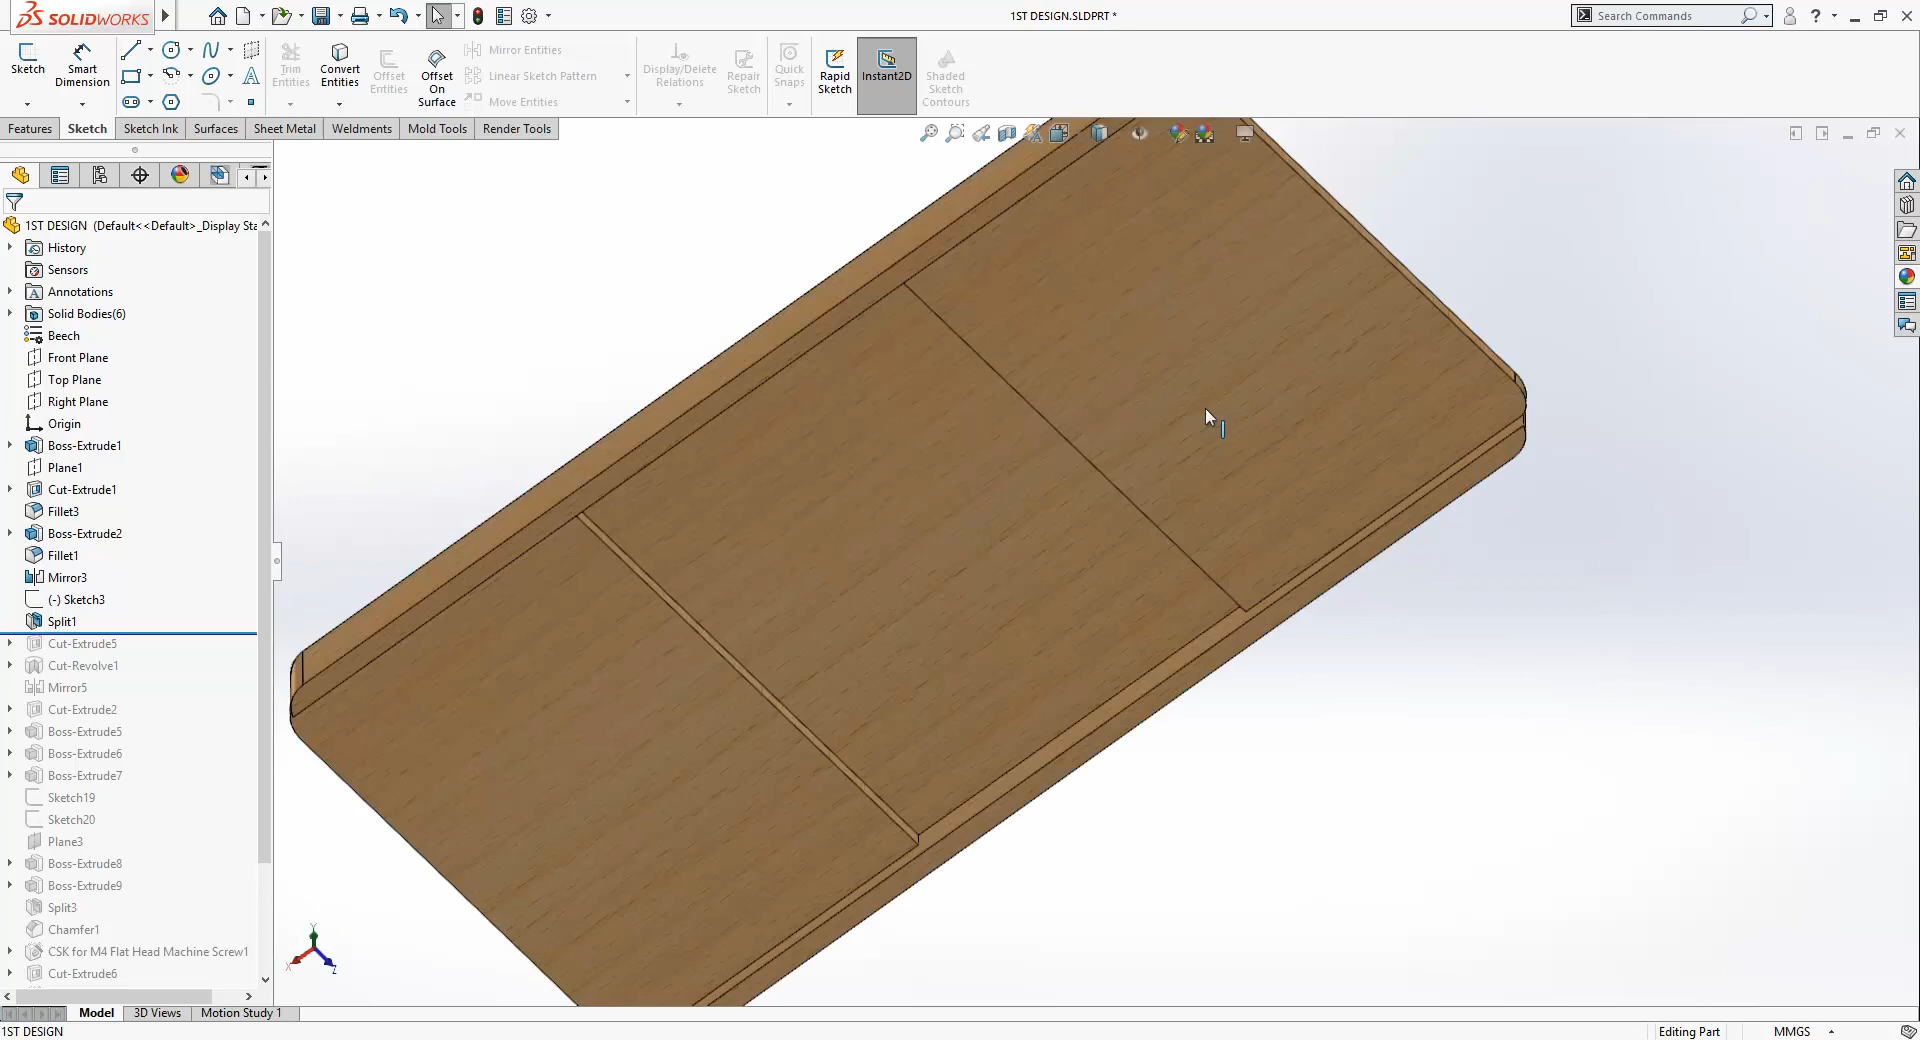 SOLIDWORKS
1ST DESIGN.SLDPRT *
Search Commands
Sketch
Smart Dimension
Trim Entities
Convert Entities
Offset Entities
Offset On Surface
Mirror Entities
Linear Sketch Pattern
Move Entities
Display/Delete Relations
Repair Sketch
Quick Snaps
Rapid Sketch
Instant2D
Shaded Sketch Contours
Features
Sketch
Sketch Ink
Surfaces
Sheet Metal
Weldments
Mold Tools
Render Tools
1ST DESIGN (Default<<Default>_Display Sta
History
Sensors
Annotations
Solid Bodies(6)
Beech
Front Plane
Top Plane
Right Plane
Origin
Boss-Extrude1
Plane1
Cut-Extrude1
Fillet3
Boss-Extrude2
Fillet1
Mirror3
(-) Sketch3
Split1
Cut-Extrude5
Cut-Revolve1
Mirror5
Cut-Extrude2
Boss-Extrude5
Boss-Extrude6
Boss-Extrude7
Sketch19
Sketch20
Plane3
Boss-Extrude8
Boss-Extrude9
Split3
Chamfer1
CSK for M4 Flat Head Machine Screw1
Cut-Extrude6
Y
X
Z
Model
3D Views
Motion Study 1
1ST DESIGN
Editing Part
MMGS